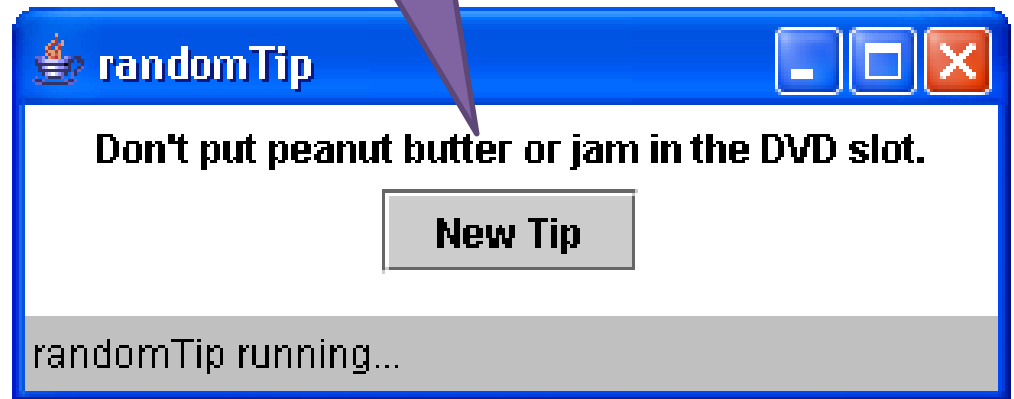 randomTip
Don't put peanut butter or jam in the DVD slot.
New Tip
randomTip running...